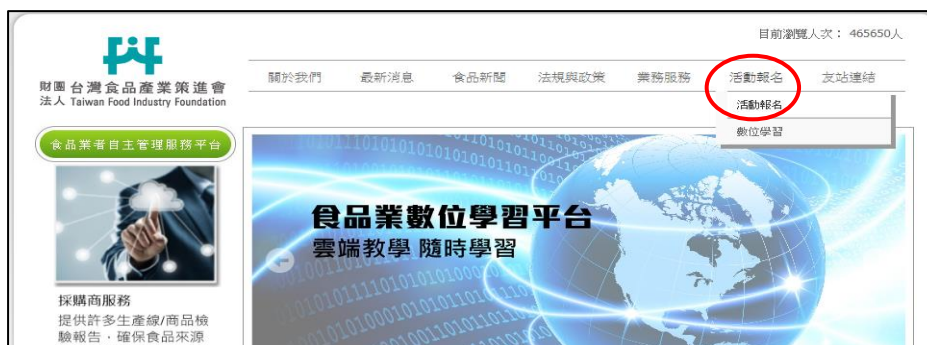 目前瀏覽人次： 465650人
財團 台灣食品產業策進會
法人 Taiwan Food Industry Foundation
關於我們 最新消息 食品新聞 法規與政策 業務服務 活動報名 友站連結
活動報名
數位學習
食品業者自主管理服務平台
食品業數位學習平台
雲端教學 隨時學習
採購商服務
提供許多生產線/商品檢
驗報告，確保食品來源